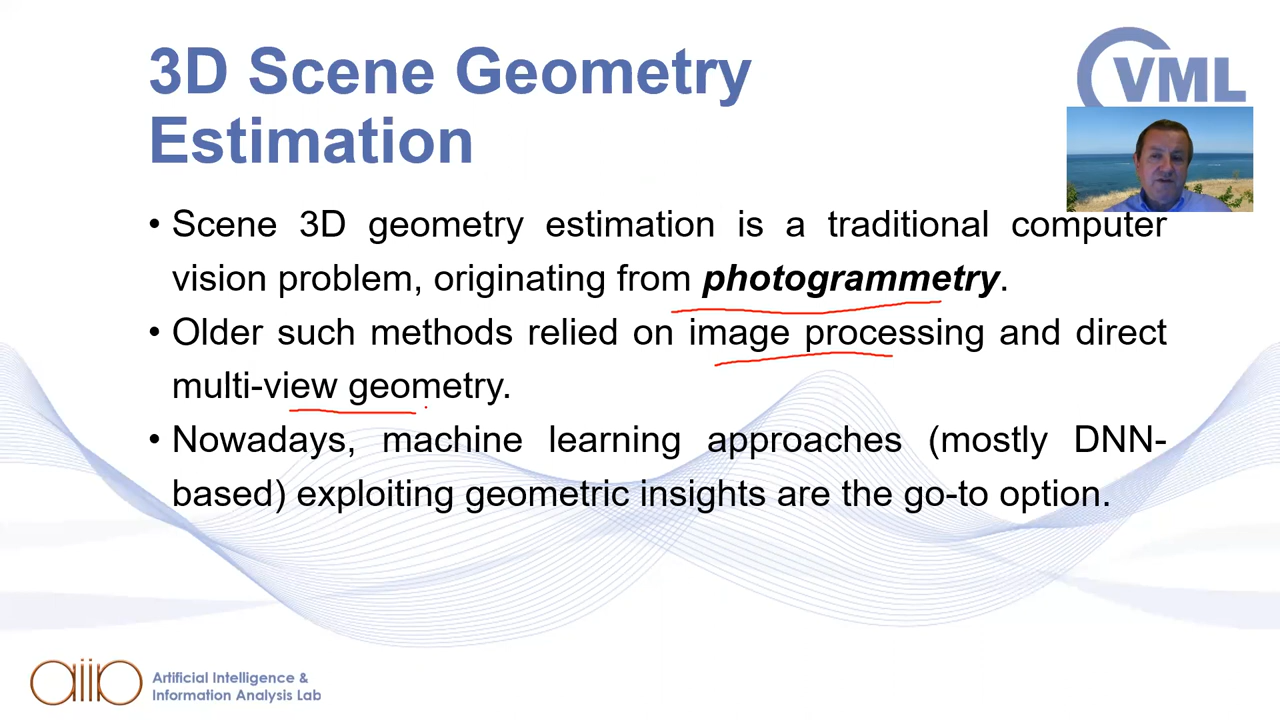 3D Scene Geometry
Estimation
VML
• Scene 3D geometry estimation is a traditional computer
vision problem, originating from photogrammetry.
• Older such methods relied on image processing and direct
multi-view geometry.
• Nowadays, machine learning approaches (mostly DNN-
based) exploiting geometric insights are the go-to option.
aiia
Artificial Intelligence &
Information Analysis Lab